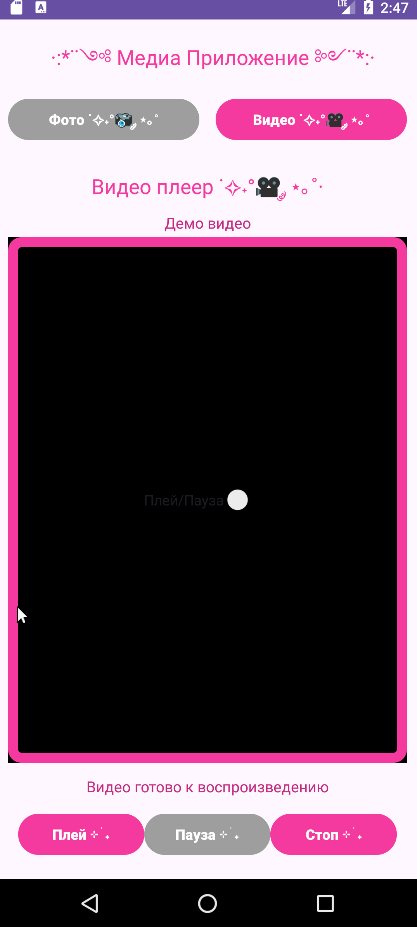 2:47
·:*¨༺ Медиа Приложение ༻¨*:·
Фото ˙✧˖°📷 ༘ ⋆｡˚
Видео ˙✧˖°🎥 ༘ ⋆｡˚
Видео плеер ˙✧˖°🎥 ༘ ⋆｡˚
Демо видео
Плей/Пауза
Видео готово к воспроизведению
Плей ⊹ ࣪ ˖
Пауза ⊹ ࣪ ˖
Стоп ⊹ ࣪ ˖